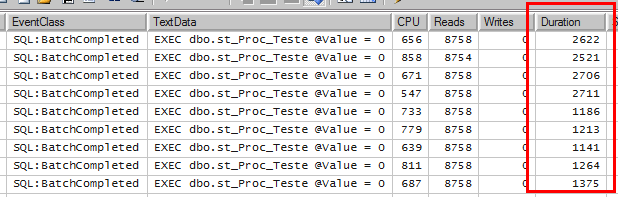 EventClass TextData CPU Reads Writes Duration
SQL:BatchCompleted EXEC dbo.st_Proc_Teste @Value = 0 656 8758 0 2622
SQL:BatchCompleted EXEC dbo.st_Proc_Teste @Value = 0 858 8754 0 2521
SQL:BatchCompleted EXEC dbo.st_Proc_Teste @Value = 0 671 8758 0 2706
SQL:BatchCompleted EXEC dbo.st_Proc_Teste @Value = 0 547 8758 0 2711
SQL:BatchCompleted EXEC dbo.st_Proc_Teste @Value = 0 733 8758 0 1186
SQL:BatchCompleted EXEC dbo.st_Proc_Teste @Value = 0 779 8758 0 1213
SQL:BatchCompleted EXEC dbo.st_Proc_Teste @Value = 0 639 8758 0 1141
SQL:BatchCompleted EXEC dbo.st_Proc_Teste @Value = 0 811 8758 0 1264
SQL:BatchCompleted EXEC dbo.st_Proc_Teste @Value = 0 687 8758 0 1375